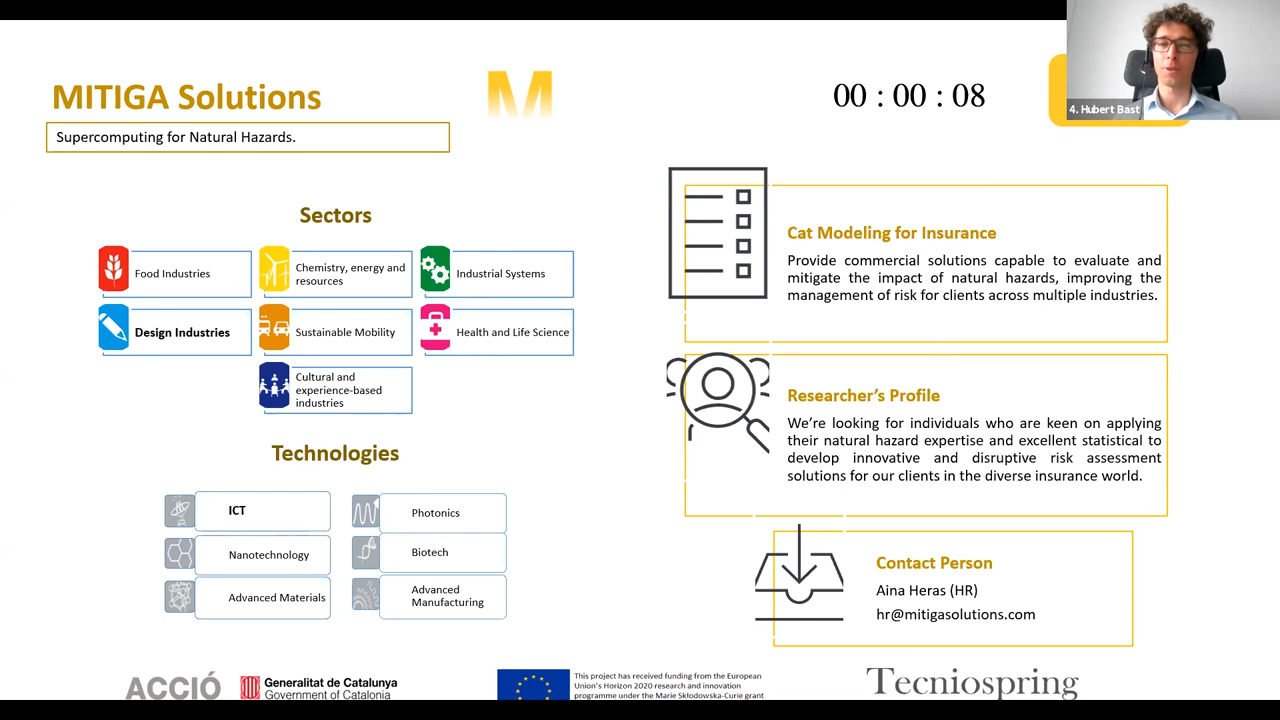 MITIGA Solutions
Supercomputing for Natural Hazards.
M
00 : 00 : 08
4. Hubert Bast
Sectors
Food Industries
Chemistry, energy and
resources
Industrial Systems
Design Industries
Sustainable Mobility
Health and Life Science
Cultural and
experience-based
industries
Technologies
ICT
Photonics
Nanotechnology
Biotech
Advanced Materials
Advanced
Manufacturing
Cat Modeling for Insurance
Provide commercial solutions capable to evaluate and
mitigate the impact of natural hazards, improving the
management of risk for clients across multiple industries.
Researcher's Profile
We're looking for individuals who are keen on applying
their natural hazard expertise and excellent statistical to
develop innovative and disruptive risk assessment
solutions for our clients in the diverse insurance world.
Contact Person
Aina Heras (HR)
hr@mitigasolutions.com
ACCIÓ
Generalitat de Catalunya
Government of Catalonia
This project has received funding from the European
Union's Horizon 2020 research and innovation
programme under the Marie Skłodowska-Curie grant
Tecniospring